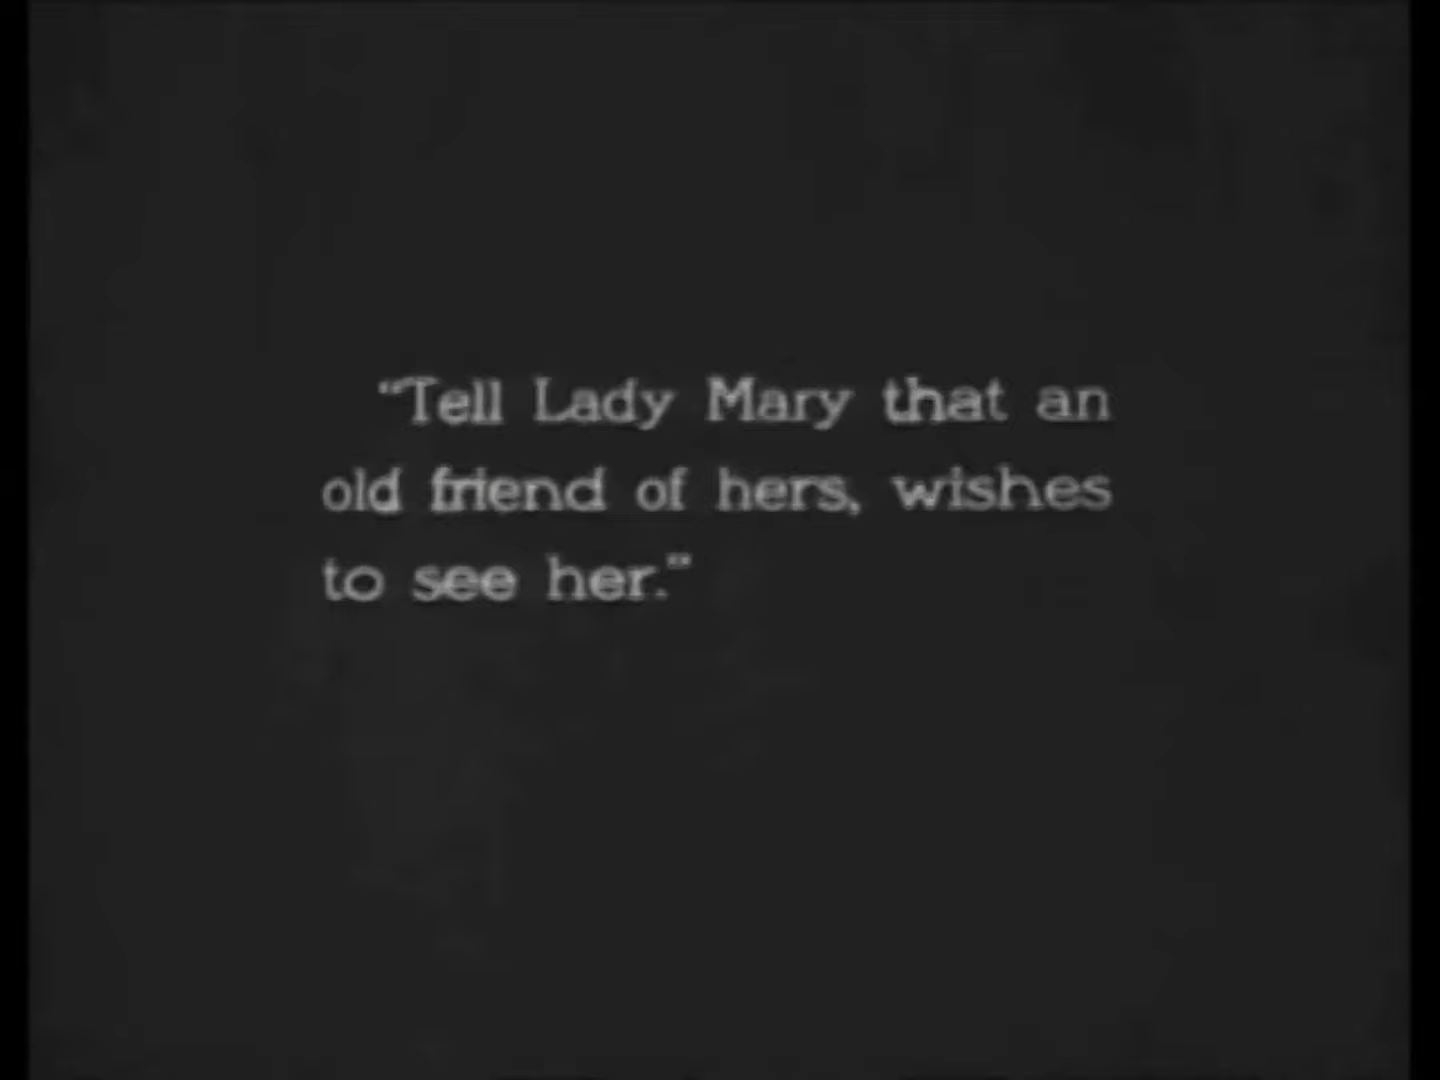 “Tell Lady Mary that an
old friend of hers, wishes
to see her.”